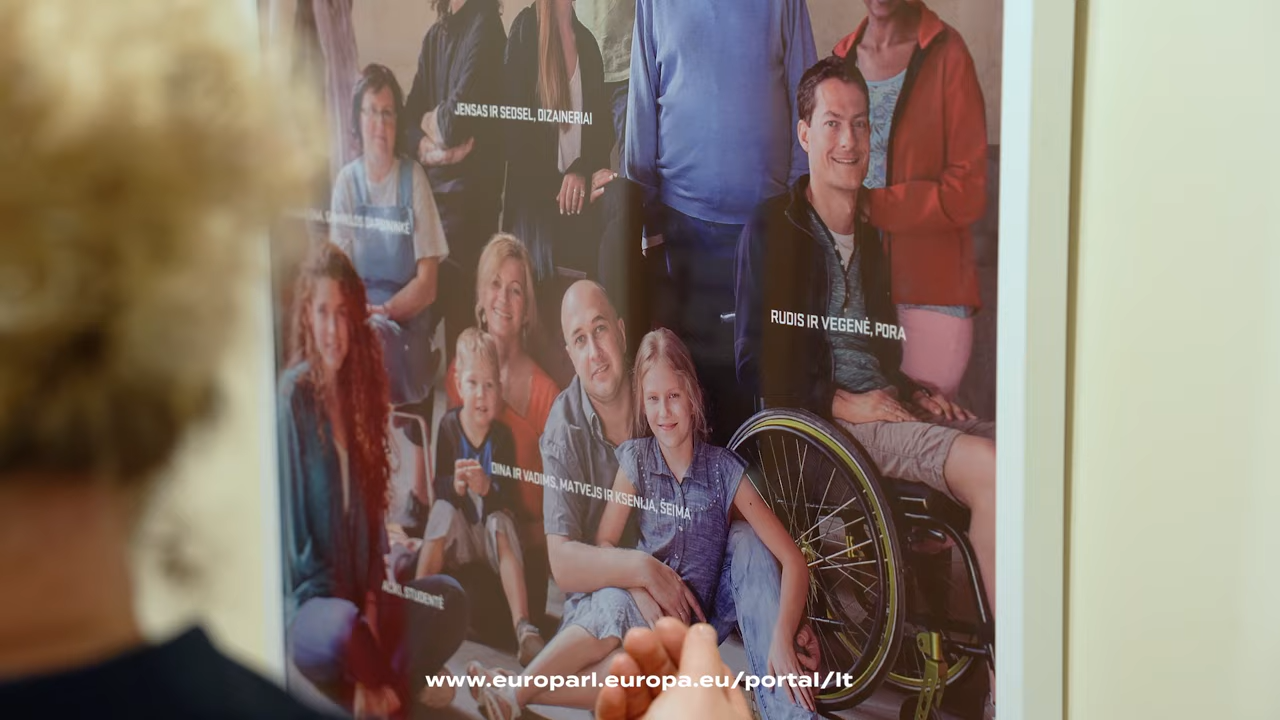 JENSAS IR SEDSEL, DIZAINERIAI
RUDIS IR VEGENĖ, PORA
DINA IR VADIMS, MATVEJS IR KSENIJA, ŠEIMA
STUDENTĖ
www.europarl.europa.eu/portal/lt